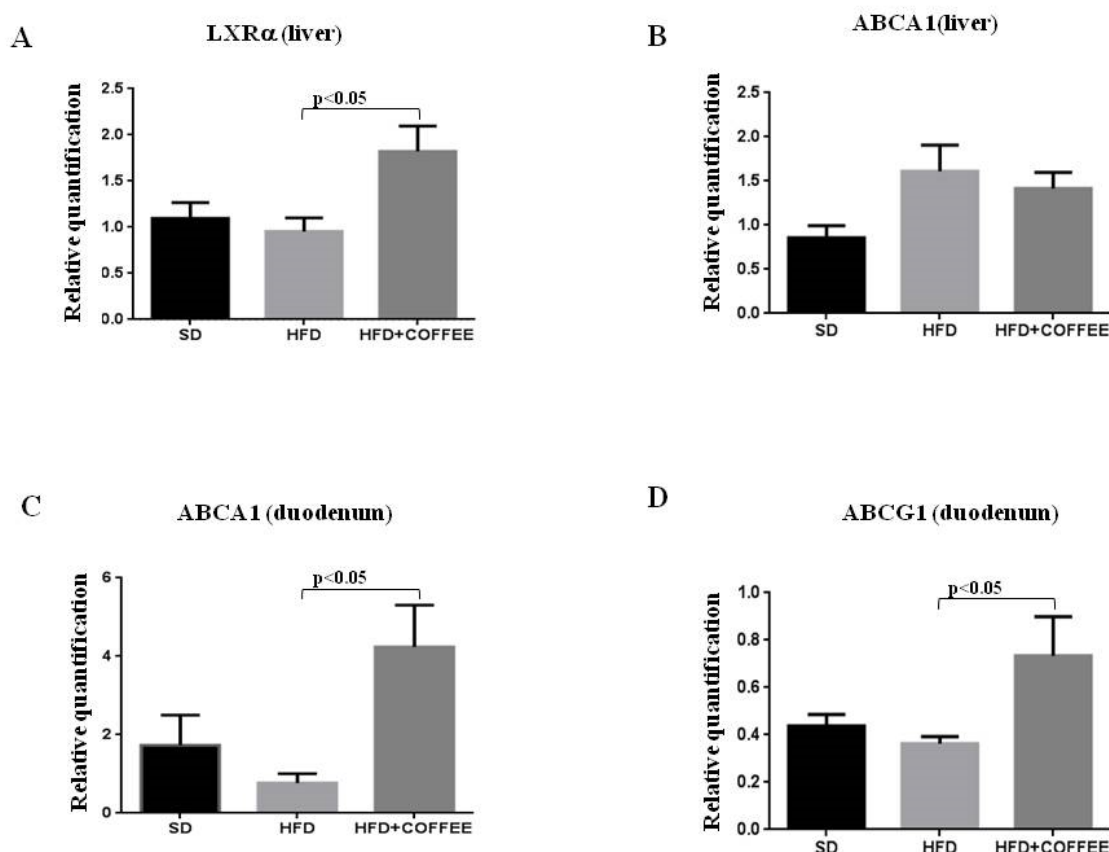 A
LXRα (liver)
Relative quantification
2.5
2.0
1.5
1.0
0.5
0.0
p<0.05
SD HFD HFD+COFFEE
B
ABCA1(liver)
Relative quantification
2.5
2.0
1.5
1.0
0.5
0.0
SD HFD HFD+COFFEE
C
ABCA1 (duodenum)
Relative quantification
6
4
2
0
p<0.05
SD HFD HFD+COFFEE
D
ABCG1 (duodenum)
Relative quantification
1.0
0.8
0.6
0.4
0.2
0.0
p<0.05
SD HFD HFD+COFFEE